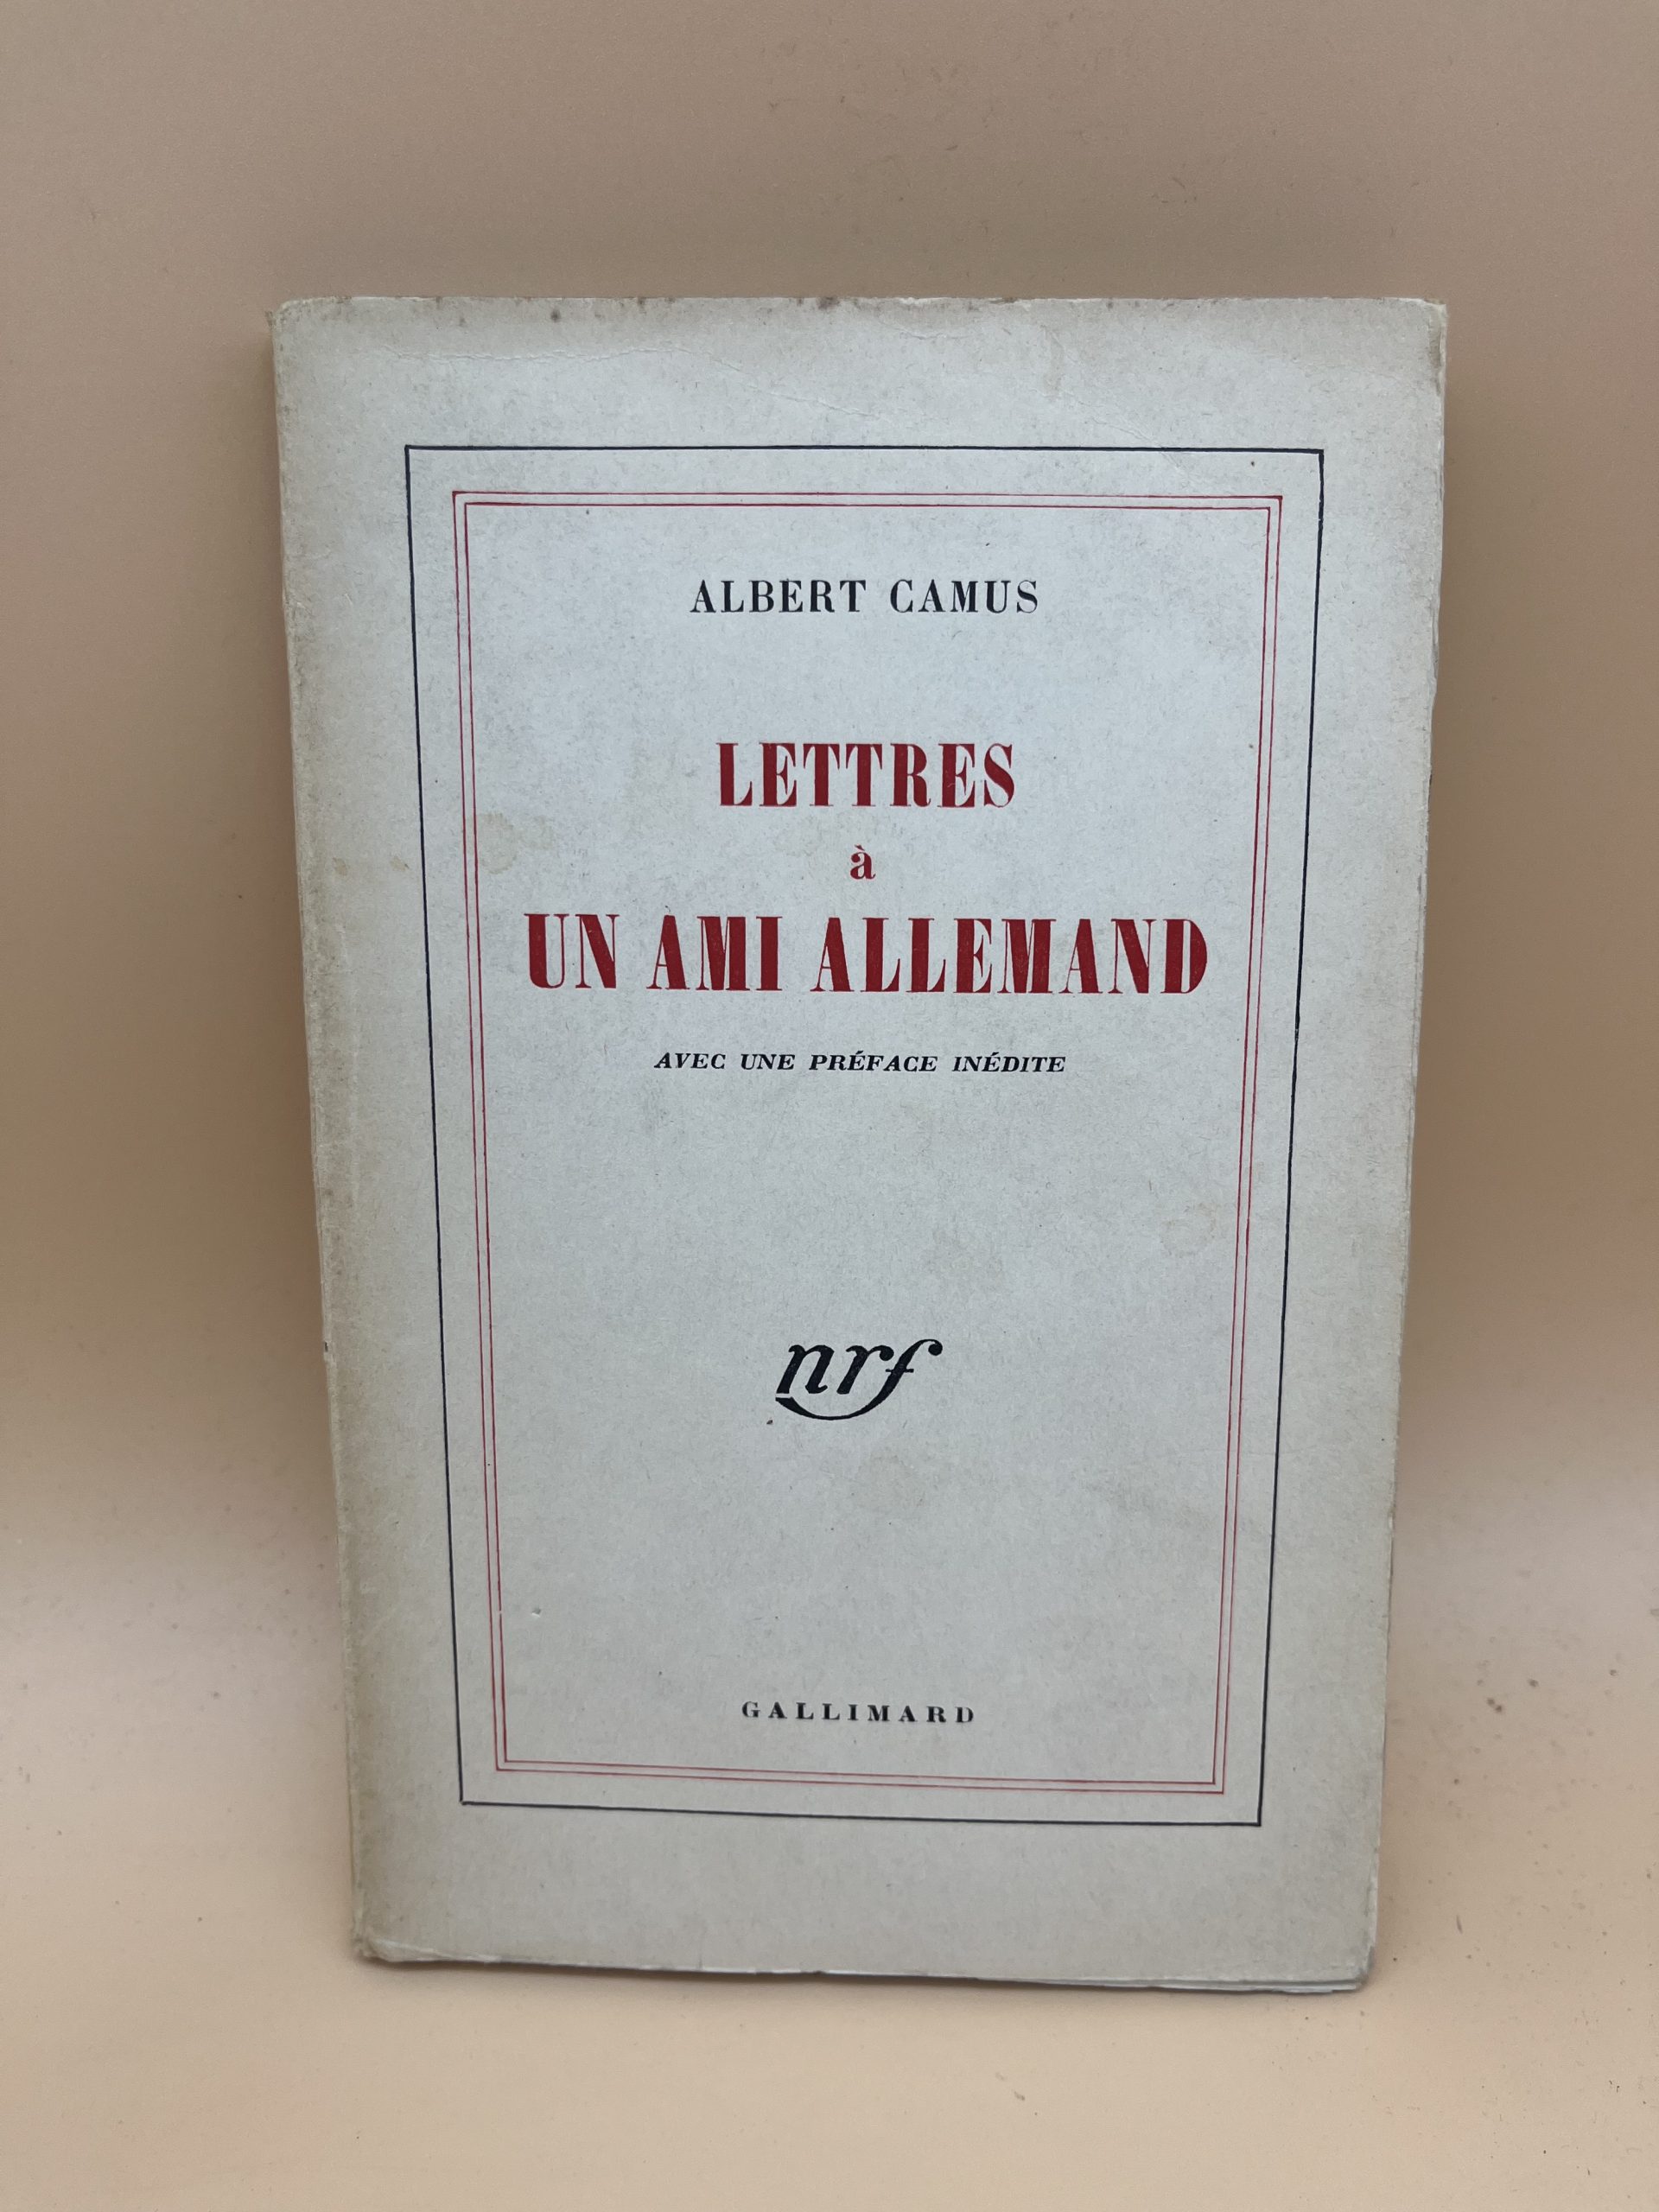 ALBERT CAMUS
LETTRES
à
UN AMI ALLEMAND
AVEC UNE PRÉFACE INÉDITE
nrf
GALLIMARD